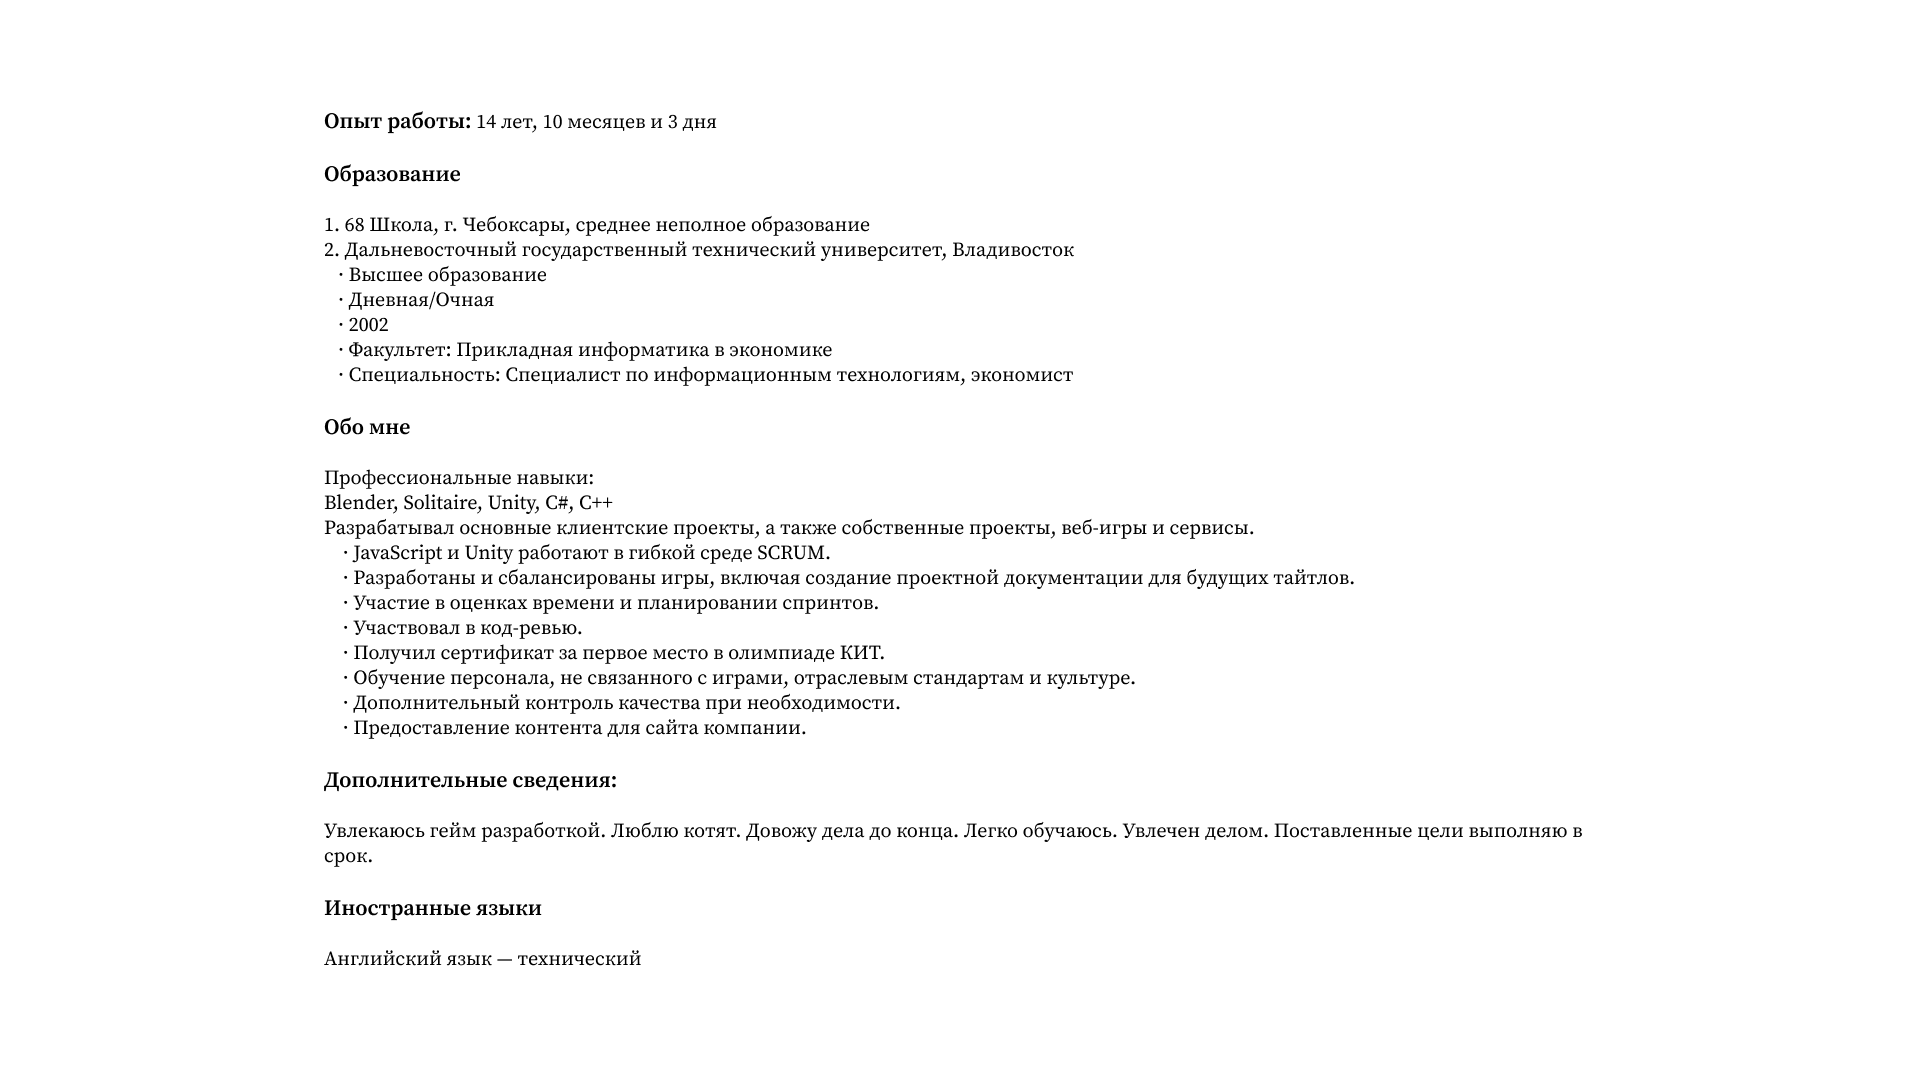 Опыт работы: 14 лет, 10 месяцев и 3 дня
Образование
1. 68 Школа, г. Чебоксары, среднее неполное образование
2. Дальневосточный государственный технический университет, Владивосток
· Высшее образование
· Дневная/Очная
· 2002
· Факультет: Прикладная информатика в экономике
· Специальность: Специалист по информационным технологиям, экономист
Обо мне
Профессиональные навыки:
Blender, Solitaire, Unity, C#, C++
Разрабатывал основные клиентские проекты, а также собственные проекты, веб-игры и сервисы.
· JavaScript и Unity работают в гибкой среде SCRUM.
· Разработаны и сбалансированы игры, включая создание проектной документации для будущих тайтлов.
· Участие в оценках времени и планировании спринтов.
· Участвовал в код-ревью.
· Получил сертификат за первое место в олимпиаде КИТ.
· Обучение персонала, не связанного с играми, отраслевым стандартам и культуре.
· Дополнительный контроль качества при необходимости.
· Предоставление контента для сайта компании.
Дополнительные сведения:
Увлекаюсь гейм разработкой. Люблю котят. Довожу дела до конца. Легко обучаюсь. Увлечен делом. Поставленные цели выполняю в
срок.
Иностранные языки
Английский язык — технический